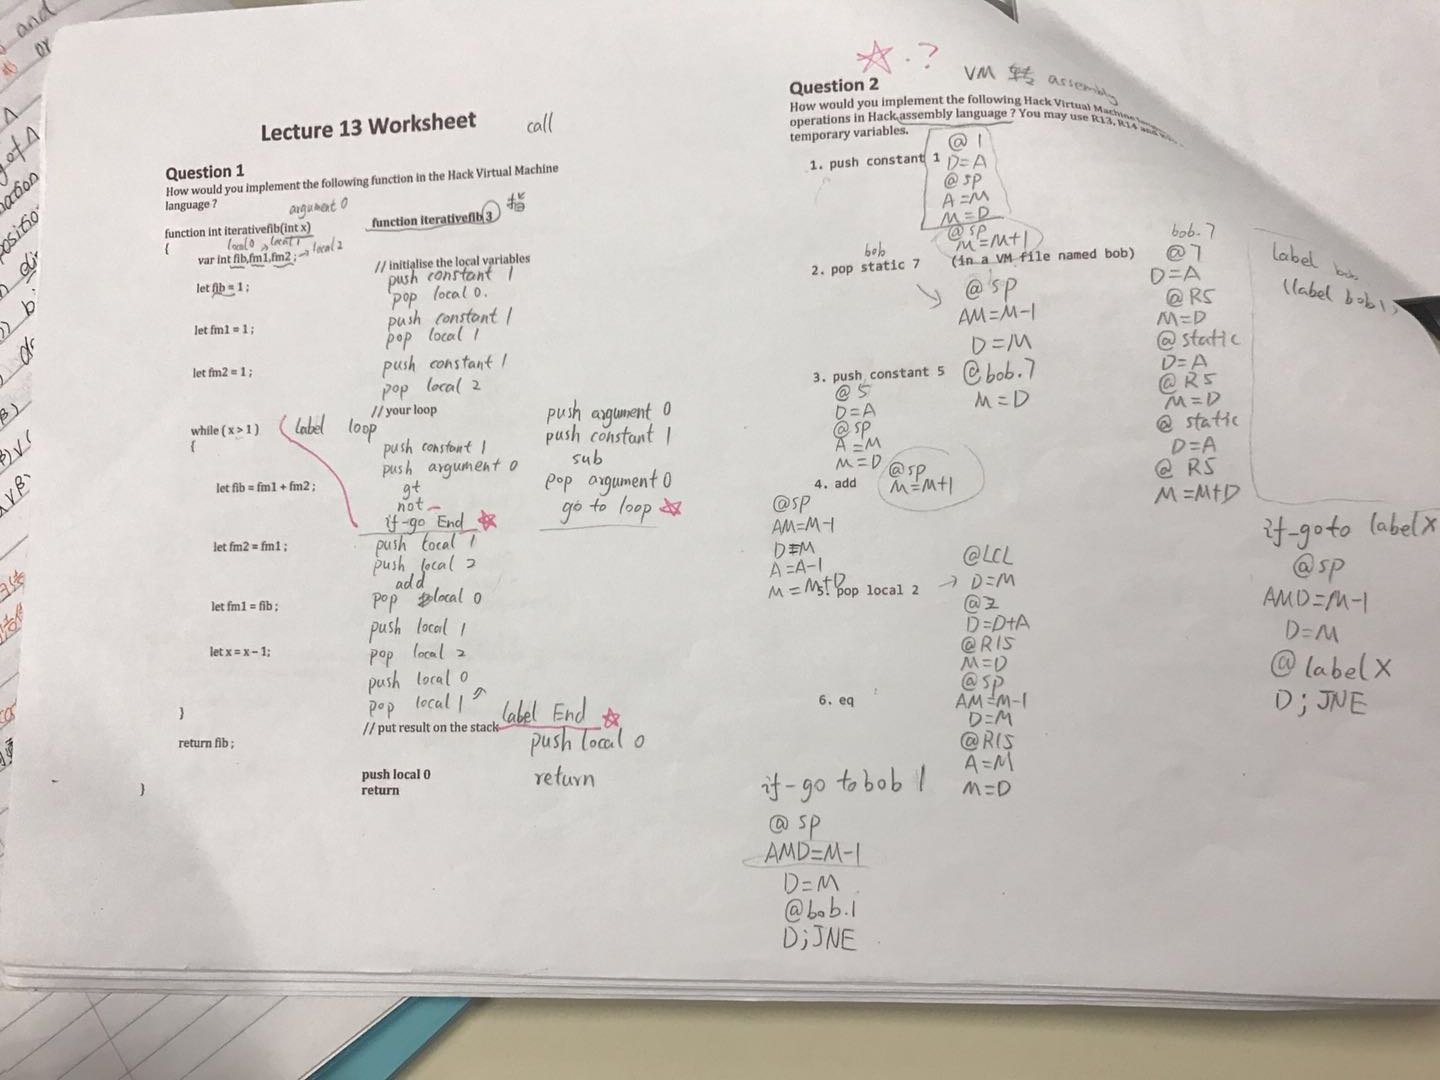 Lecture 13 Worksheet
call
Question 1
How would you implement the following function in the Hack Virtual Machine
language ?
argument 0
function int iterativefib(int x)
function iterativefib 3
{
local0 local1 local2
var int fib,fm1,fm2 ;
// initialise the local variables
push constant 1
let fib = 1 ;
pop local 0.
push constant 1
let fm1 = 1 ;
pop local 1
push constant 1
let fm2 = 1 ;
pop local 2
// your loop
while ( x > 1 )
label loop
{
push constant 1
push argument 0
let fib = fm1 + fm2 ;
gt
not
if-go End
let fm2 = fm1 ;
push local 1
push local 2
add
let fm1 = fib ;
pop local 0
push local 1
let x = x – 1;
pop local 2
push local 0
pop local 1
}
push argument 0
push constant 1
sub
pop argument 0
go to loop
// put result on the stack
label End
return fib ;
push local 0
push local 0
return
return
}
? VM 转 assembly
Question 2
How would you implement the following Hack Virtual Machine
operations in Hack assembly language ? You may use R13, R14 and
temporary variables.
1. push constant 1
@ 1
D=A
@ sp
A=M
M=D
@sp
M=M+1
bob
2. pop static 7 (in a VM file named bob)
@ sp
AM=M-1
D=M
@bob.7
M=D
3. push constant 5
@ 5
D=A
@sp
A=M
M=D
@sp
M=M+1
4. add
@sp
AM=M-1
D=M
A=A-1
M=M+D
5. pop local 2
@LCL
D=M
@2
D=D+A
@R15
M=D
@sp
AM=M-1
D=M
@R15
A=M
M=D
6. eq
if-go to bob 1
@ sp
AMD=M-1
D=M
@bob.1
D;JNE
bob.7
@7
D=A
@R5
M=D
@static
D=A
@R5
M=D
@ static
D=A
@ R5
M=M+D
label bob
(label bob1)
if-goto labelX
@sp
AMD=M-1
D=M
@labelX
D;JNE